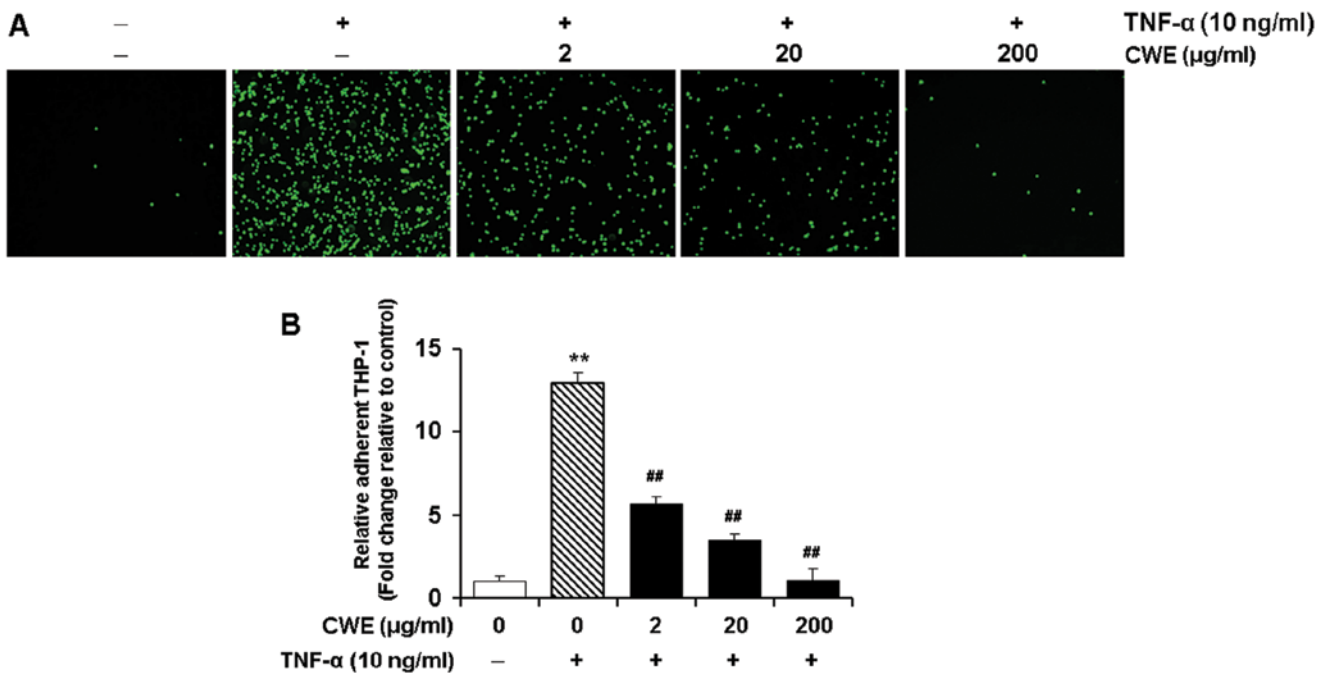 A
– + + + + TNF-α (10 ng/ml)
– – 2 20 200 CWE (µg/ml)
B
Relative adherent THP-1
(Fold change relative to control)
15
10
5
0
**
##
##
##
CWE (µg/ml) 0 0 2 20 200
TNF-α (10 ng/ml) – + + + +